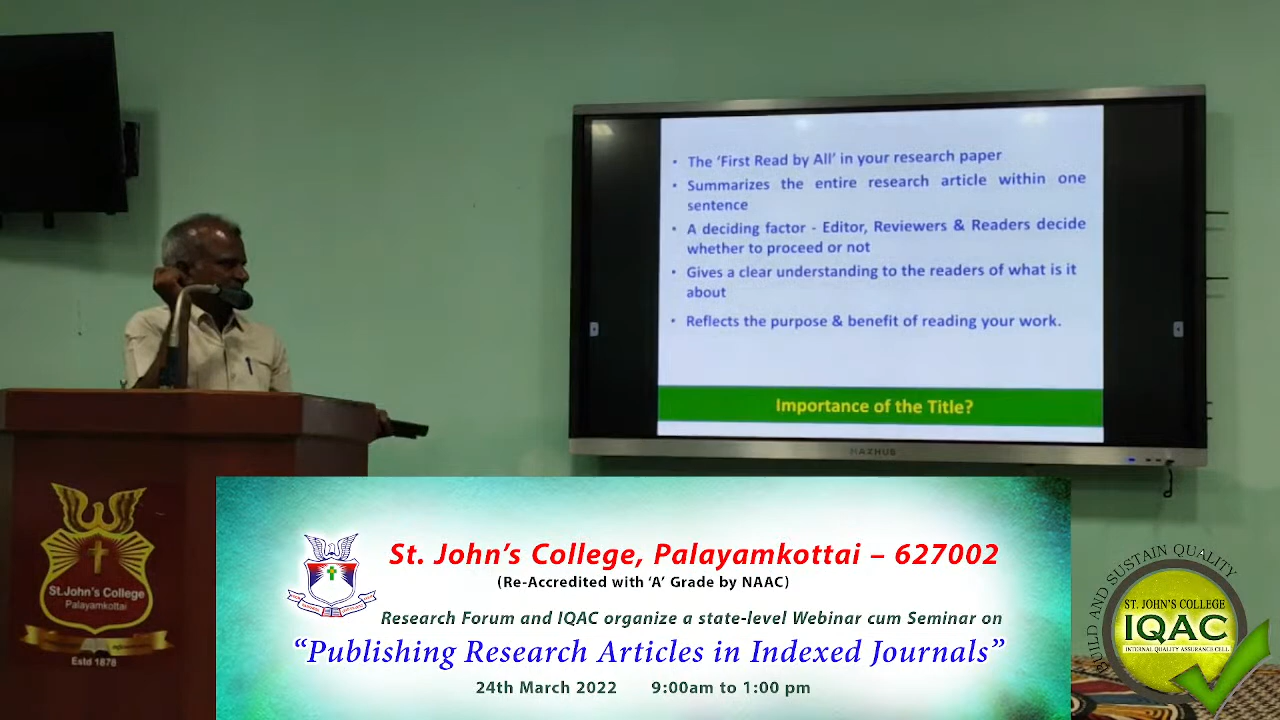 • The ‘First Read by All’ in your research paper
• Summarizes the entire research article within one
sentence
• A deciding factor - Editor, Reviewers & Readers decide
whether to proceed or not
• Gives a clear understanding to the readers of what is it
about
• Reflects the purpose & benefit of reading your work.
Importance of the Title?
MAXHUB
St.John's College
Palayamkottai
Estd 1878
St. John’s College, Palayamkottai – 627002
(Re-Accredited with ‘A’ Grade by NAAC)
Research Forum and IQAC organize a state-level Webinar cum Seminar on
“Publishing Research Articles in Indexed Journals”
24th March 2022 9:00am to 1:00 pm
BUILD AND SUSTAIN QUALITY
ST. JOHN'S COLLEGE
IQAC
INTERNAL QUALITY ASSURANCE CELL